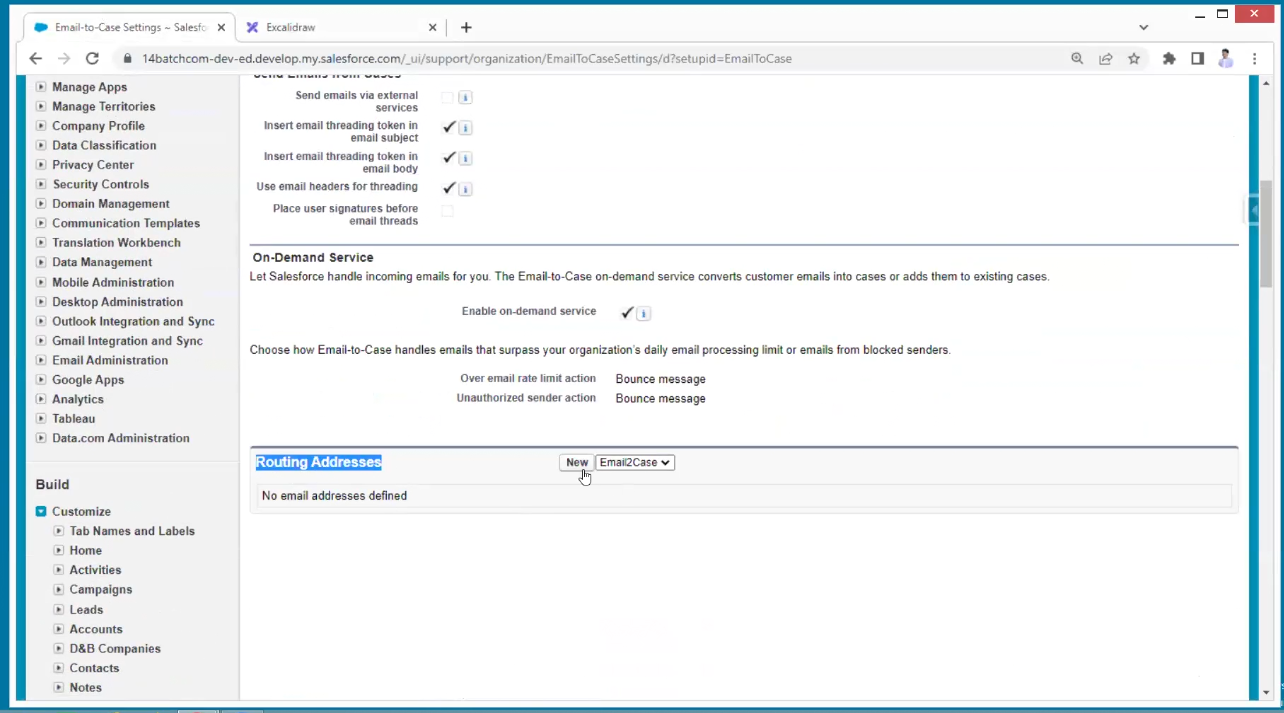 Email-to-Case Settings ~ Salesfo
Excalidraw
14batchcom-dev-ed.develop.my.salesforce.com/_ui/support/organization/EmailToCaseSettings/d?setupid=EmailToCase
Manage Apps
Manage Territories
Company Profile
Data Classification
Privacy Center
Security Controls
Domain Management
Communication Templates
Translation Workbench
Data Management
Mobile Administration
Desktop Administration
Outlook Integration and Sync
Gmail Integration and Sync
Email Administration
Google Apps
Analytics
Tableau
Data.com Administration
Build
Customize
Tab Names and Labels
Home
Activities
Campaigns
Leads
Accounts
D&B Companies
Contacts
Notes
Send Emails from Cases
Send emails via external
services
Insert email threading token in
email subject
Insert email threading token in
email body
Use email headers for threading
Place user signatures before
email threads
On-Demand Service
Let Salesforce handle incoming emails for you. The Email-to-Case on-demand service converts customer emails into cases or adds them to existing cases.
Enable on-demand service
Choose how Email-to-Case handles emails that surpass your organization's daily email processing limit or emails from blocked senders.
Over email rate limit action Bounce message
Unauthorized sender action Bounce message
Routing Addresses New Email2Case
No email addresses defined